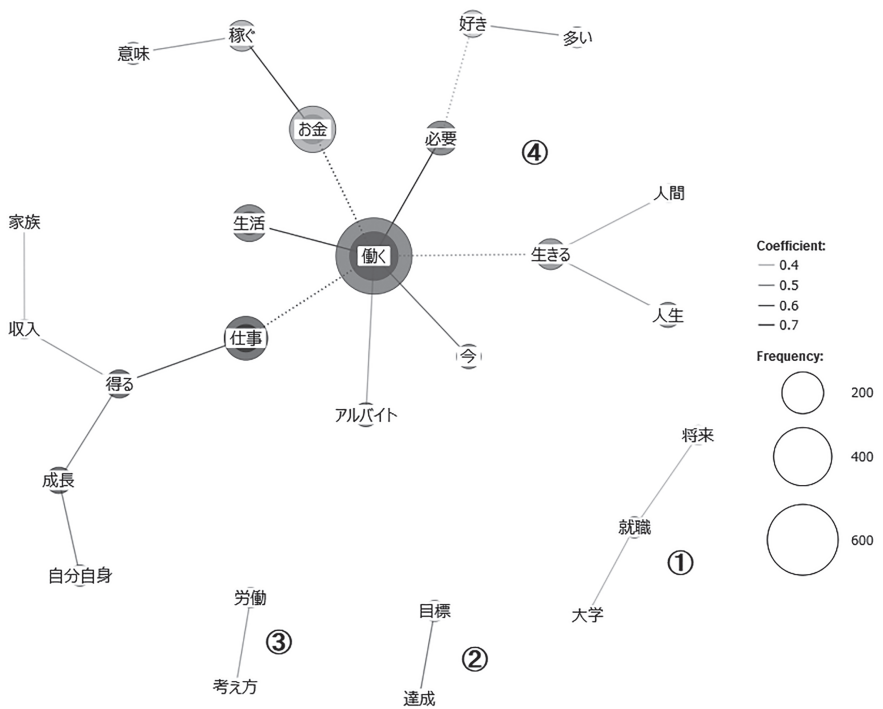 好き
稼ぐ
多い
意味
お金
必要
④
人間
家族
生活
働く
生きる
Coefficient:
0.4
0.5
0.6
0.7
人生
収入
仕事
今
Frequency:
得る
200
アルバイト
将来
400
成長
就職
600
①
自分自身
労働
目標
大学
③
②
考え方
達成